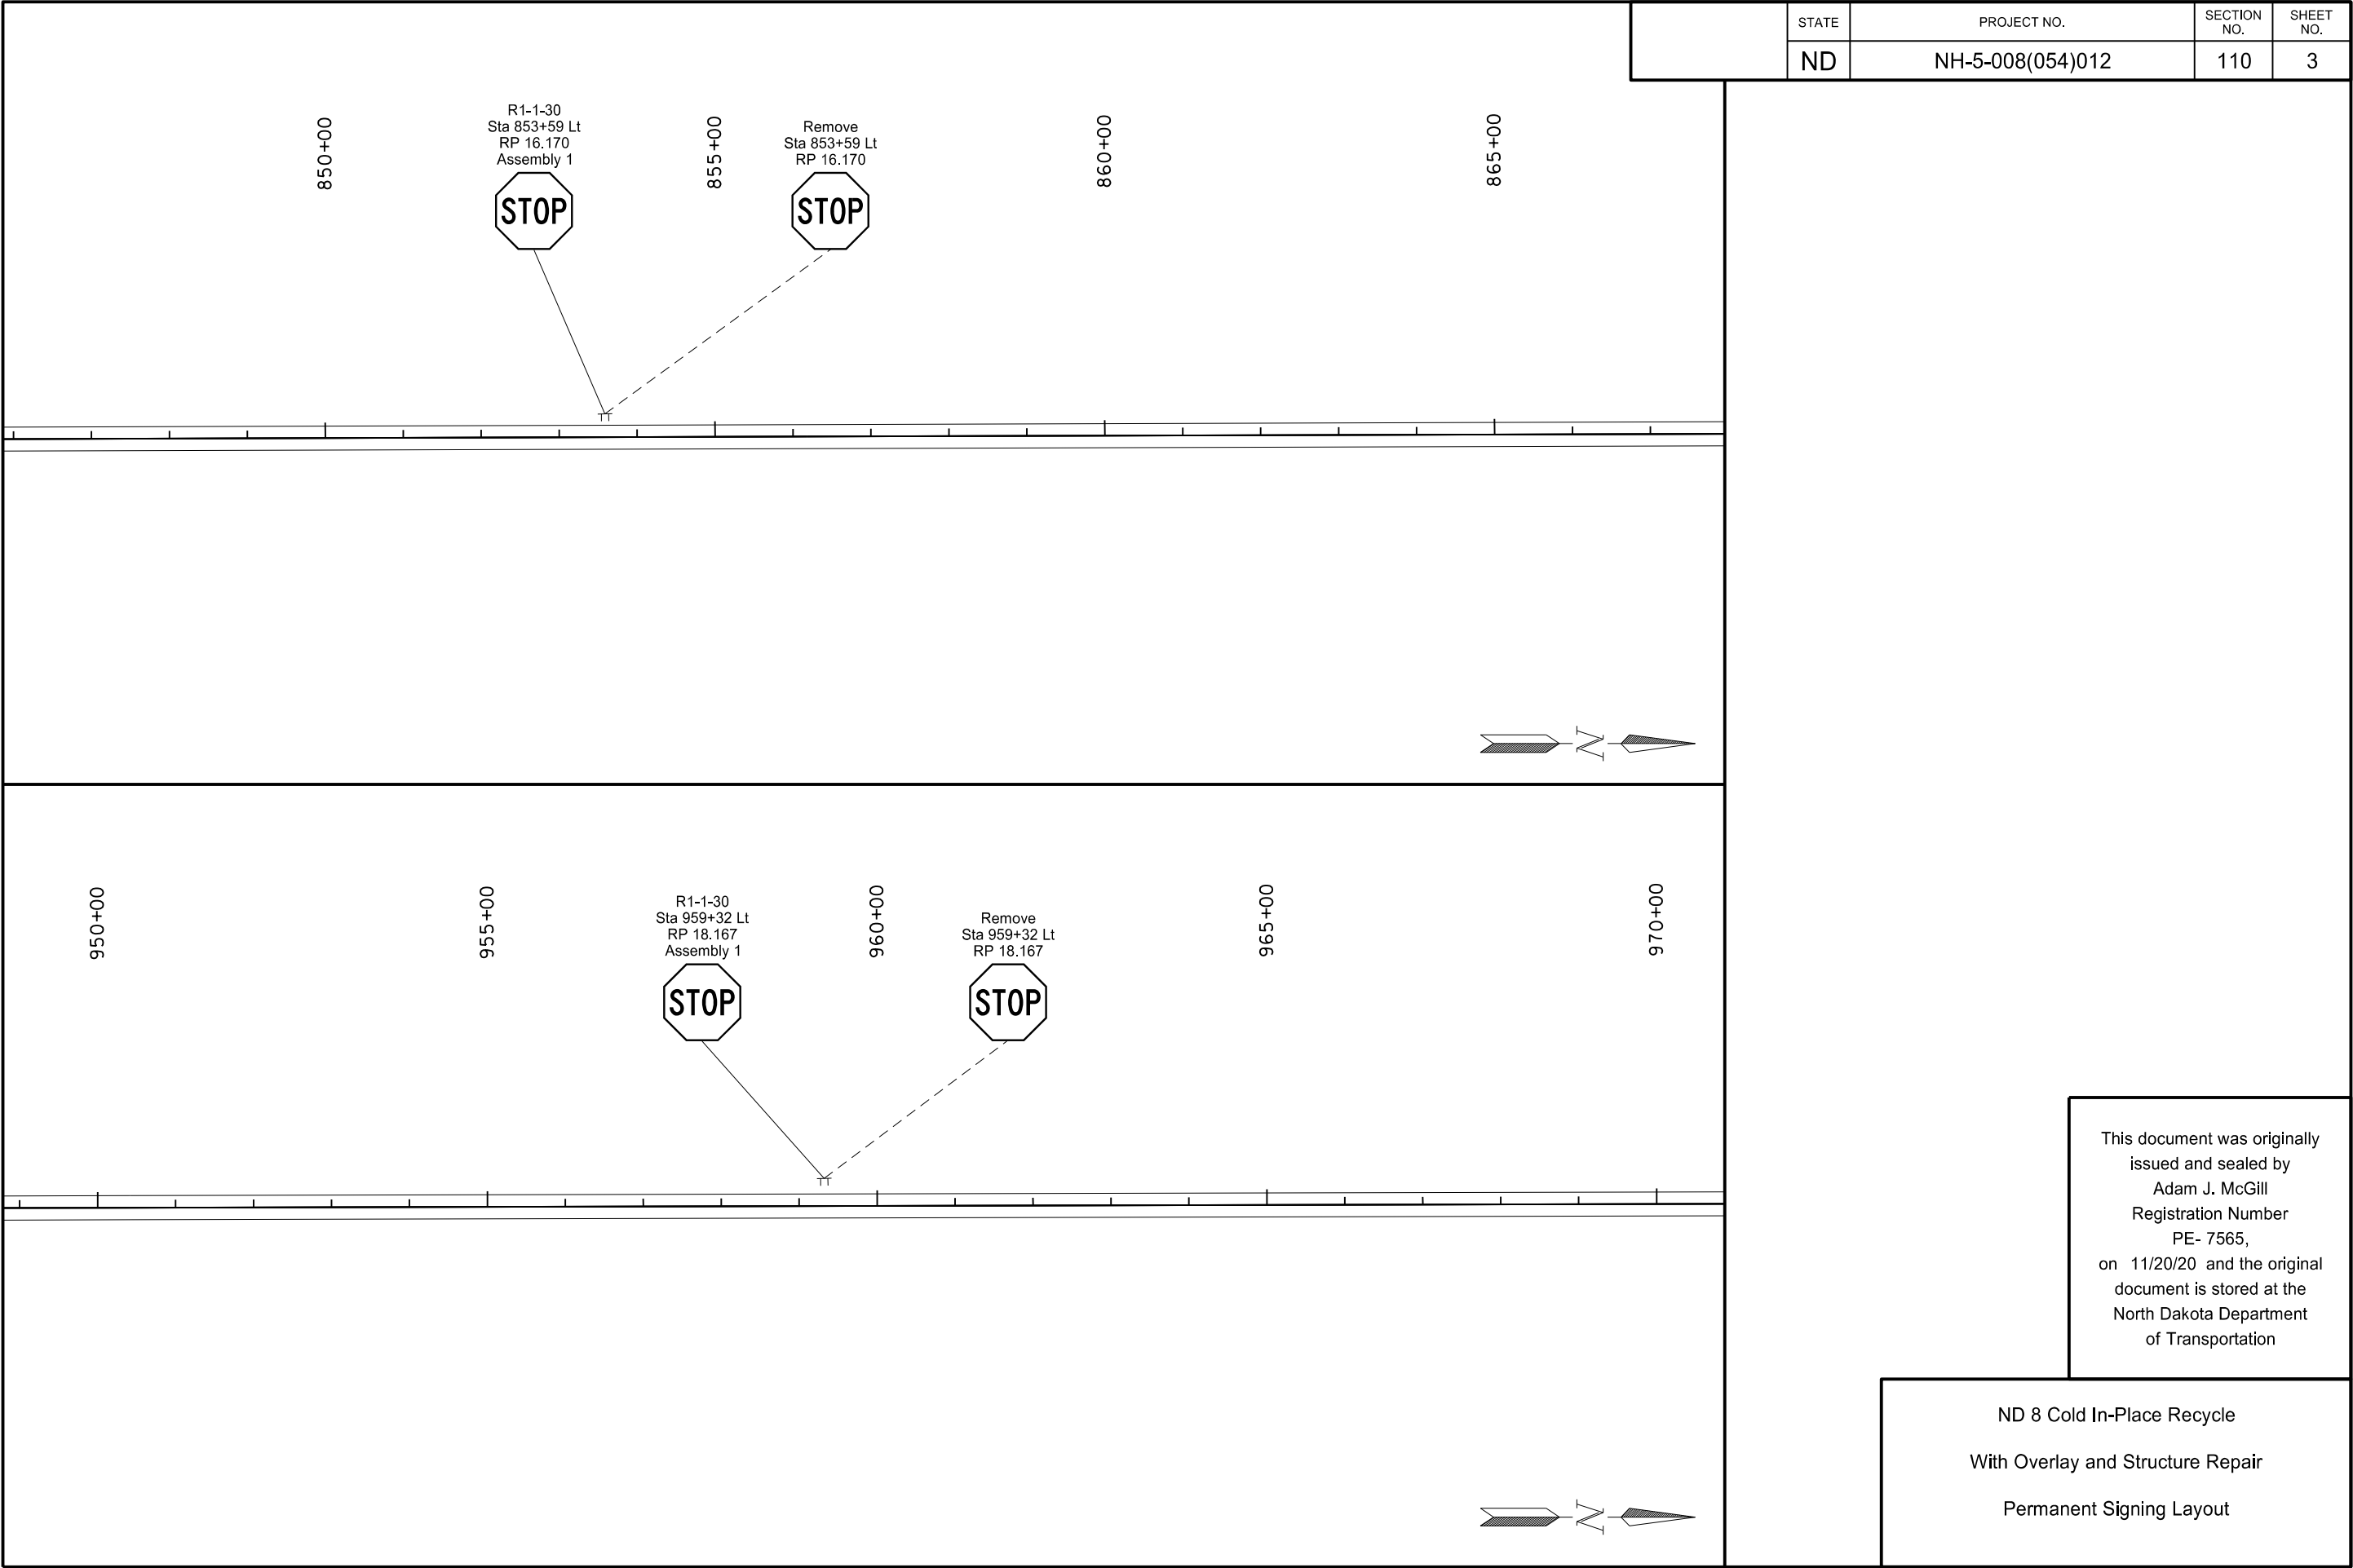 STATE
PROJECT NO.
SECTION
NO.
SHEET
NO.
ND
NH-5-008(054)012
110
3
850+00
R1-1-30
Sta 853+59 Lt
RP 16.170
Assembly 1
STOP
855+00
Remove
Sta 853+59 Lt
RP 16.170
STOP
860+00
865+00
N
950+00
955+00
R1-1-30
Sta 959+32 Lt
RP 18.167
Assembly 1
STOP
960+00
Remove
Sta 959+32 Lt
RP 18.167
STOP
965+00
970+00
N
This document was originally
issued and sealed by
Adam J. McGill
Registration Number
PE- 7565,
on 11/20/20 and the original
document is stored at the
North Dakota Department
of Transportation
ND 8 Cold In-Place Recycle
With Overlay and Structure Repair
Permanent Signing Layout